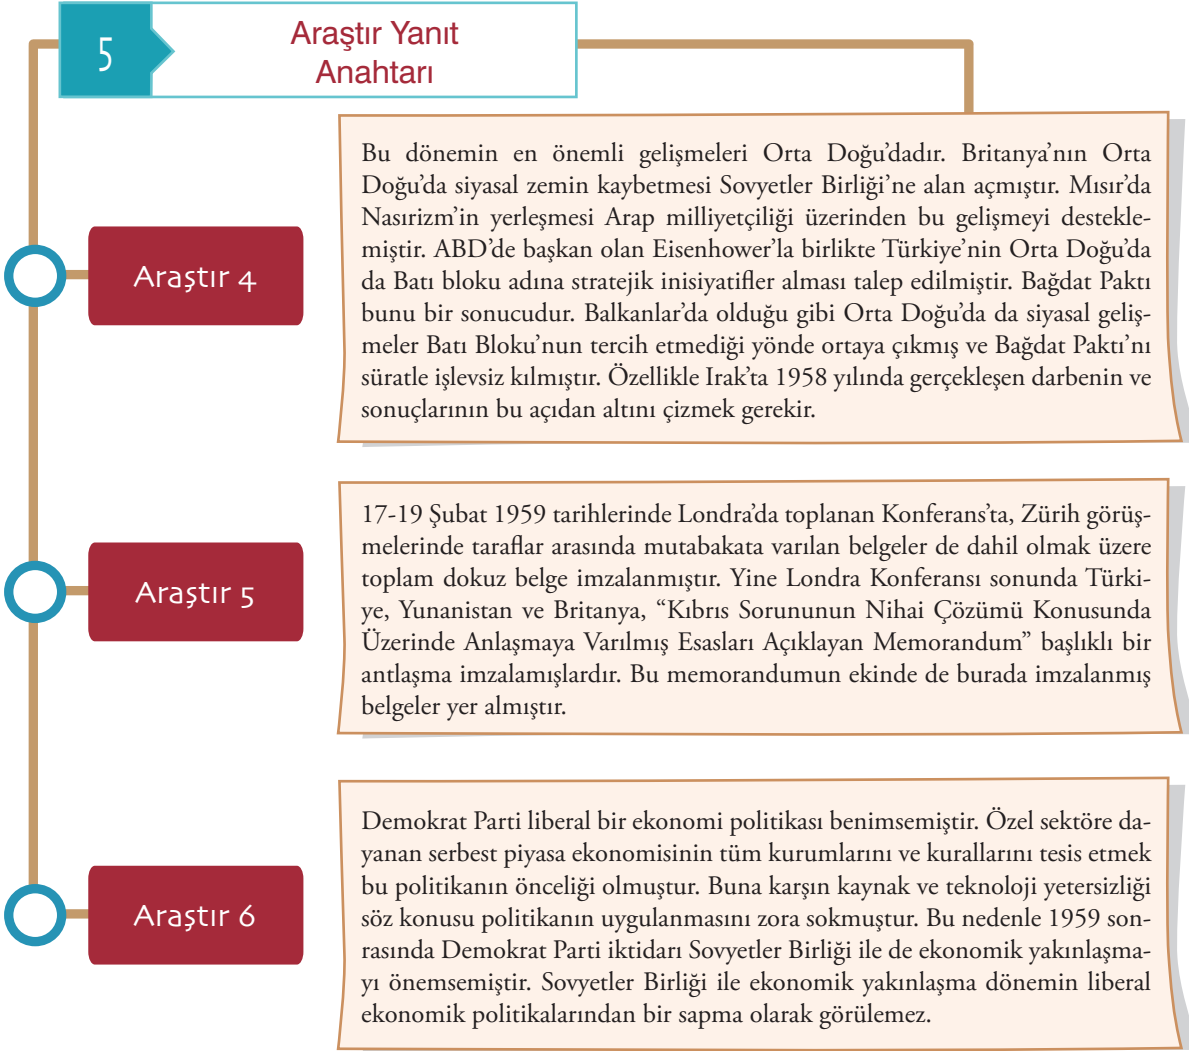 5
Araştır Yanıt
Anahtarı
Araştır 4
Bu dönemin en önemli gelişmeleri Orta Doğu’dadır. Britanya’nın Orta
Doğu’da siyasal zemin kaybetmesi Sovyetler Birliği’ne alan açmıştır. Mısır’da
Nasırizm’in yerleşmesi Arap milliyetçiliği üzerinden bu gelişmeyi destekle-
miştir. ABD’de başkan olan Eisenhower’la birlikte Türkiye’nin Orta Doğu’da
da Batı bloku adına stratejik inisiyatifler alması talep edilmiştir. Bağdat Paktı
bunu bir sonucudur. Balkanlar’da olduğu gibi Orta Doğu’da da siyasal geliş-
meler Batı Bloku’nun tercih etmediği yönde ortaya çıkmış ve Bağdat Paktı’nı
süratle işlevsiz kılmıştır. Özellikle Irak’ta 1958 yılında gerçekleşen darbenin ve
sonuçlarının bu açıdan altını çizmek gerekir.
Araştır 5
17-19 Şubat 1959 tarihlerinde Londra’da toplanan Konferans’ta, Zürih görüş-
melerinde taraflar arasında mutabakata varılan belgeler de dahil olmak üzere
toplam dokuz belge imzalanmıştır. Yine Londra Konferansı sonunda Türki-
ye, Yunanistan ve Britanya, “Kıbrıs Sorununun Nihai Çözümü Konusunda
Üzerinde Anlaşmaya Varılmış Esasları Açıklayan Memorandum” başlıklı bir
antlaşma imzalamışlardır. Bu memorandumun ekinde de burada imzalanmış
belgeler yer almıştır.
Araştır 6
Demokrat Parti liberal bir ekonomi politikası benimsemiştir. Özel sektöre da-
yanan serbest piyasa ekonomisinin tüm kurumlarını ve kurallarını tesis etmek
bu politikanın önceliği olmuştur. Buna karşın kaynak ve teknoloji yetersizliği
söz konusu politikanın uygulanmasını zora sokmuştur. Bu nedenle 1959 son-
rasında Demokrat Parti iktidarı Sovyetler Birliği ile de ekonomik yakınlaşma-
yı önemsemiştir. Sovyetler Birliği ile ekonomik yakınlaşma dönemin liberal
ekonomik politikalarından bir sapma olarak görülemez.